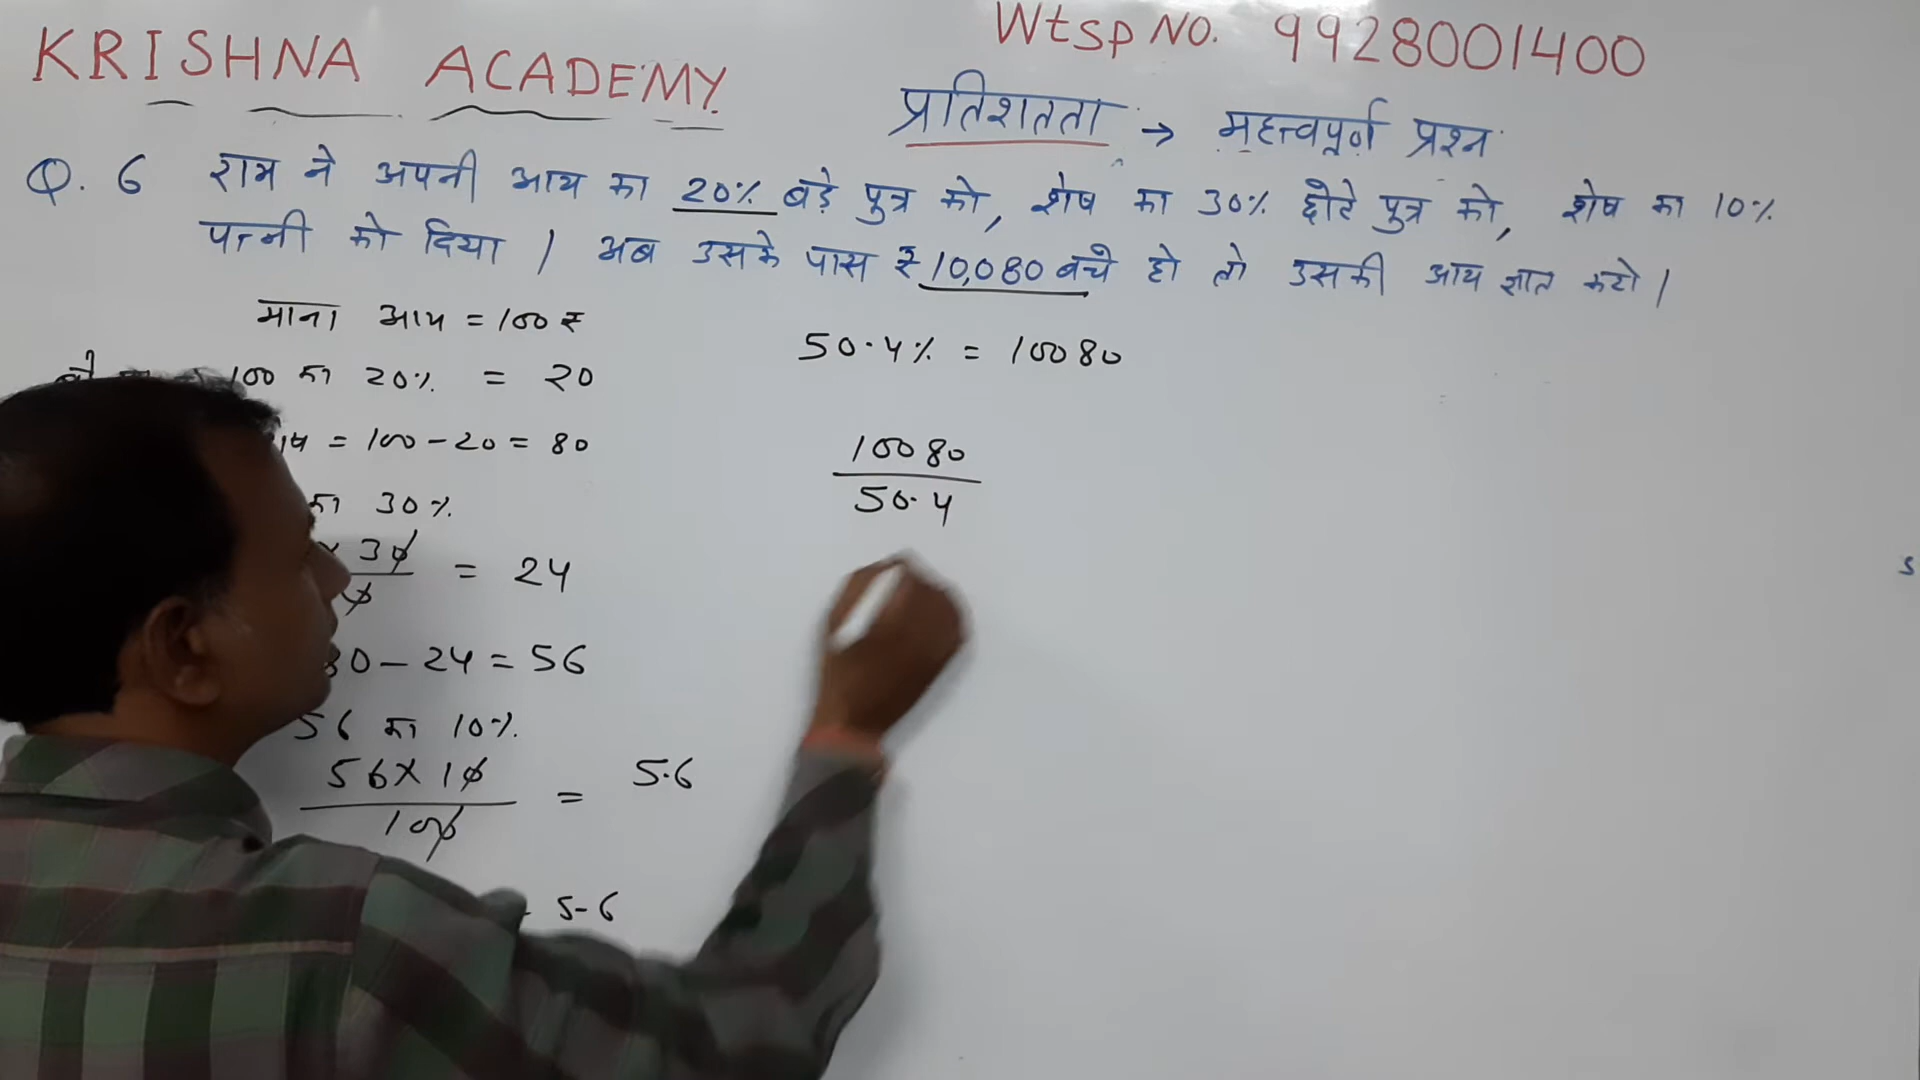 KRISHNA ACADEMY
Wtsp NO. 9928001400
प्रतिशतता → महत्त्वपूर्ण प्रश्न
Q. 6 राम ने अपनी आय का 20% बड़े पुत्र को, शेष का 30% छोटे पुत्र को, शेष का 10%
पत्नी को दिया। अब उसके पास ₹ 10,080 बचे हो तो उसकी आय ज्ञात करो।
माना आय = 100 ₹
100 का 20% = 20
= 100 - 20 = 80
का 30%
× 30 = 24
80 - 24 = 56
56 का 10%
56 × 10 = 5.6
100
- 5.6
50.4% = 10080
10080
50.4